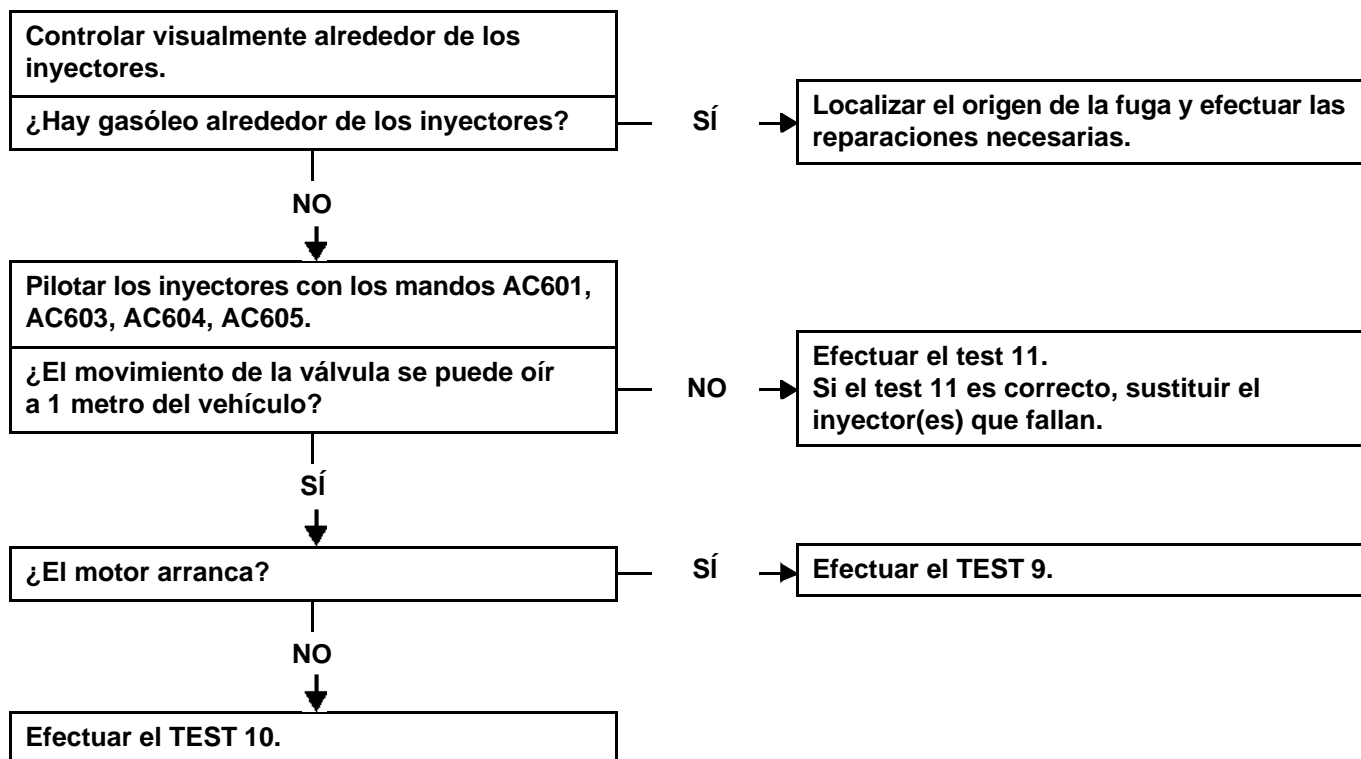 Controlar visualmente alrededor de los
inyectores.
¿Hay gasóleo alrededor de los inyectores?
SÍ
Localizar el origen de la fuga y efectuar las
reparaciones necesarias.
NO
Pilotar los inyectores con los mandos AC601,
AC603, AC604, AC605.
¿El movimiento de la válvula se puede oír
a 1 metro del vehículo?
NO
Efectuar el test 11.
Si el test 11 es correcto, sustituir el
inyector(es) que fallan.
SÍ
¿El motor arranca?
SÍ
Efectuar el TEST 9.
NO
Efectuar el TEST 10.